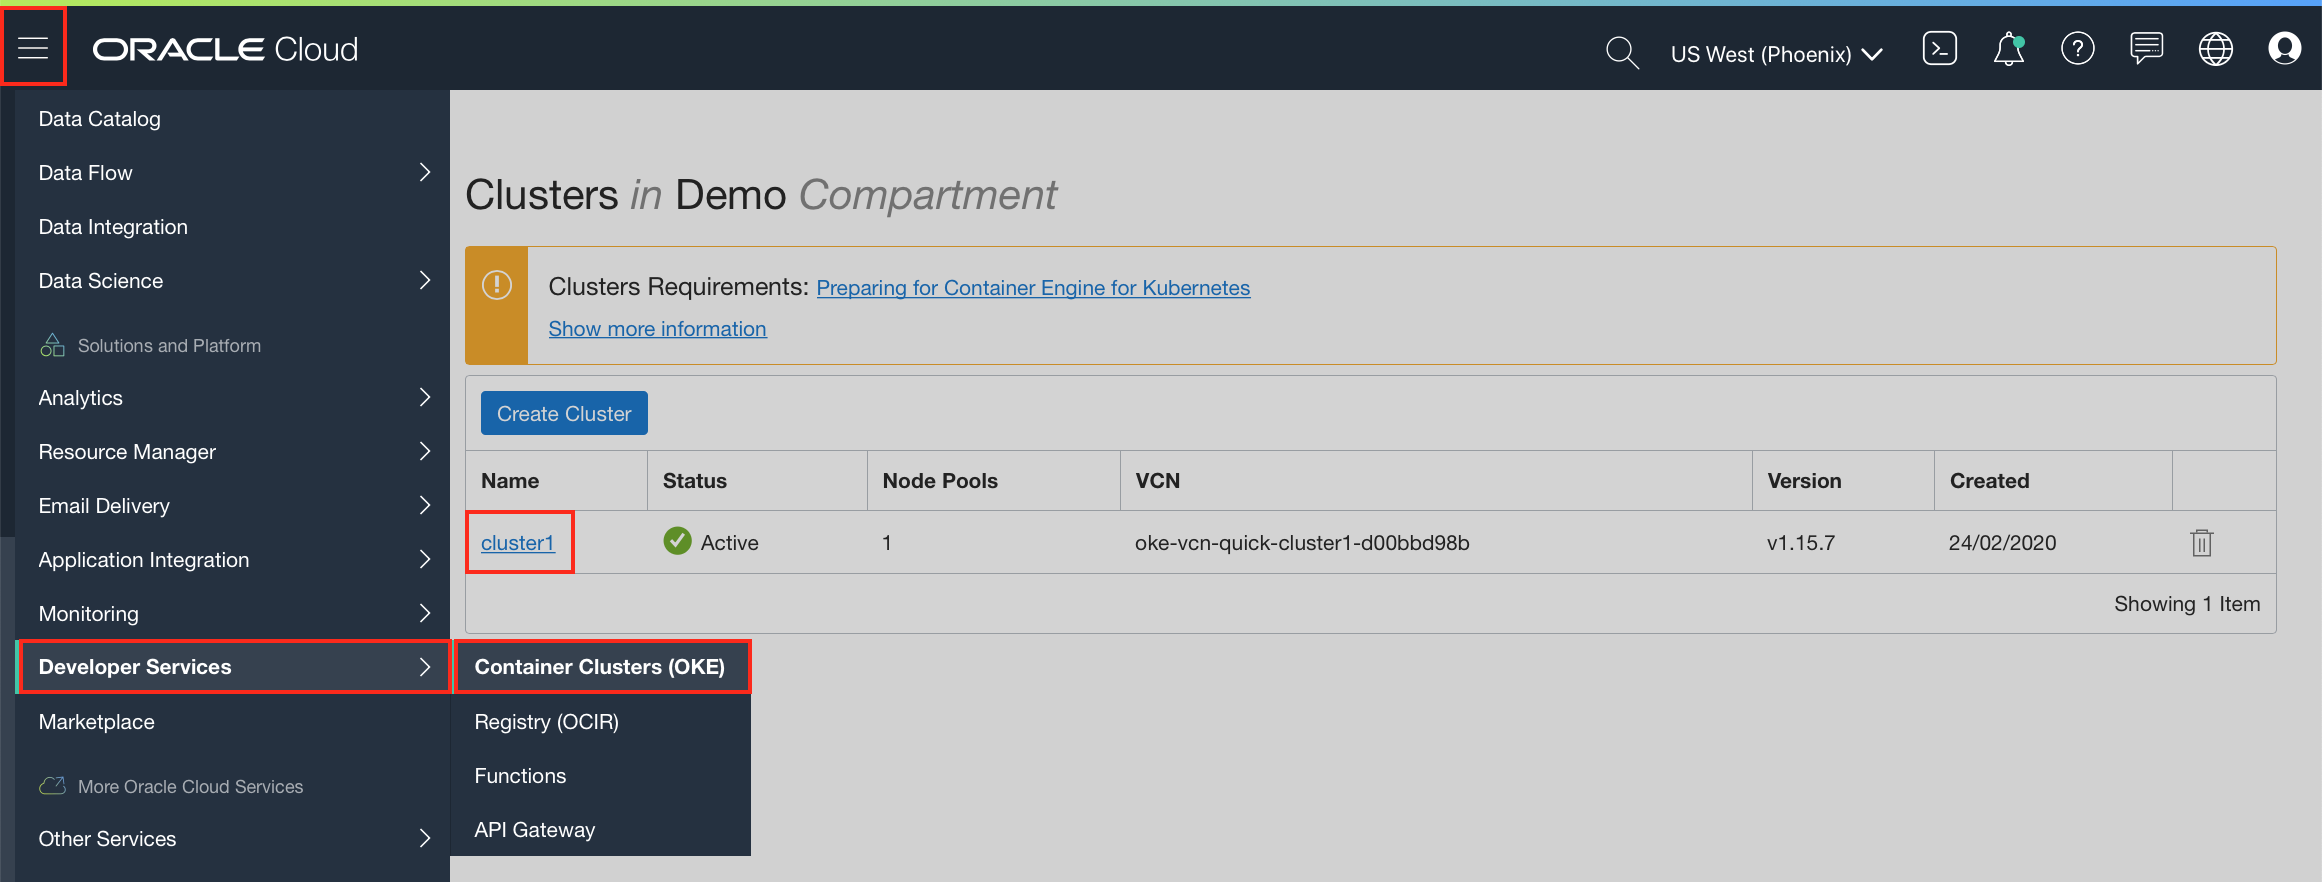 ORACLE Cloud
US West (Phoenix)
Data Catalog
Data Flow
Data Integration
Data Science
Solutions and Platform
Analytics
Resource Manager
Email Delivery
Application Integration
Monitoring
Developer Services
Marketplace
More Oracle Cloud Services
Other Services
Container Clusters (OKE)
Registry (OCIR)
Functions
API Gateway
Clusters in Demo Compartment
Clusters Requirements: Preparing for Container Engine for Kubernetes
Show more information
Create Cluster
Name Status Node Pools VCN Version Created
cluster1 Active 1 oke-vcn-quick-cluster1-d00bbd98b v1.15.7 24/02/2020
Showing 1 Item